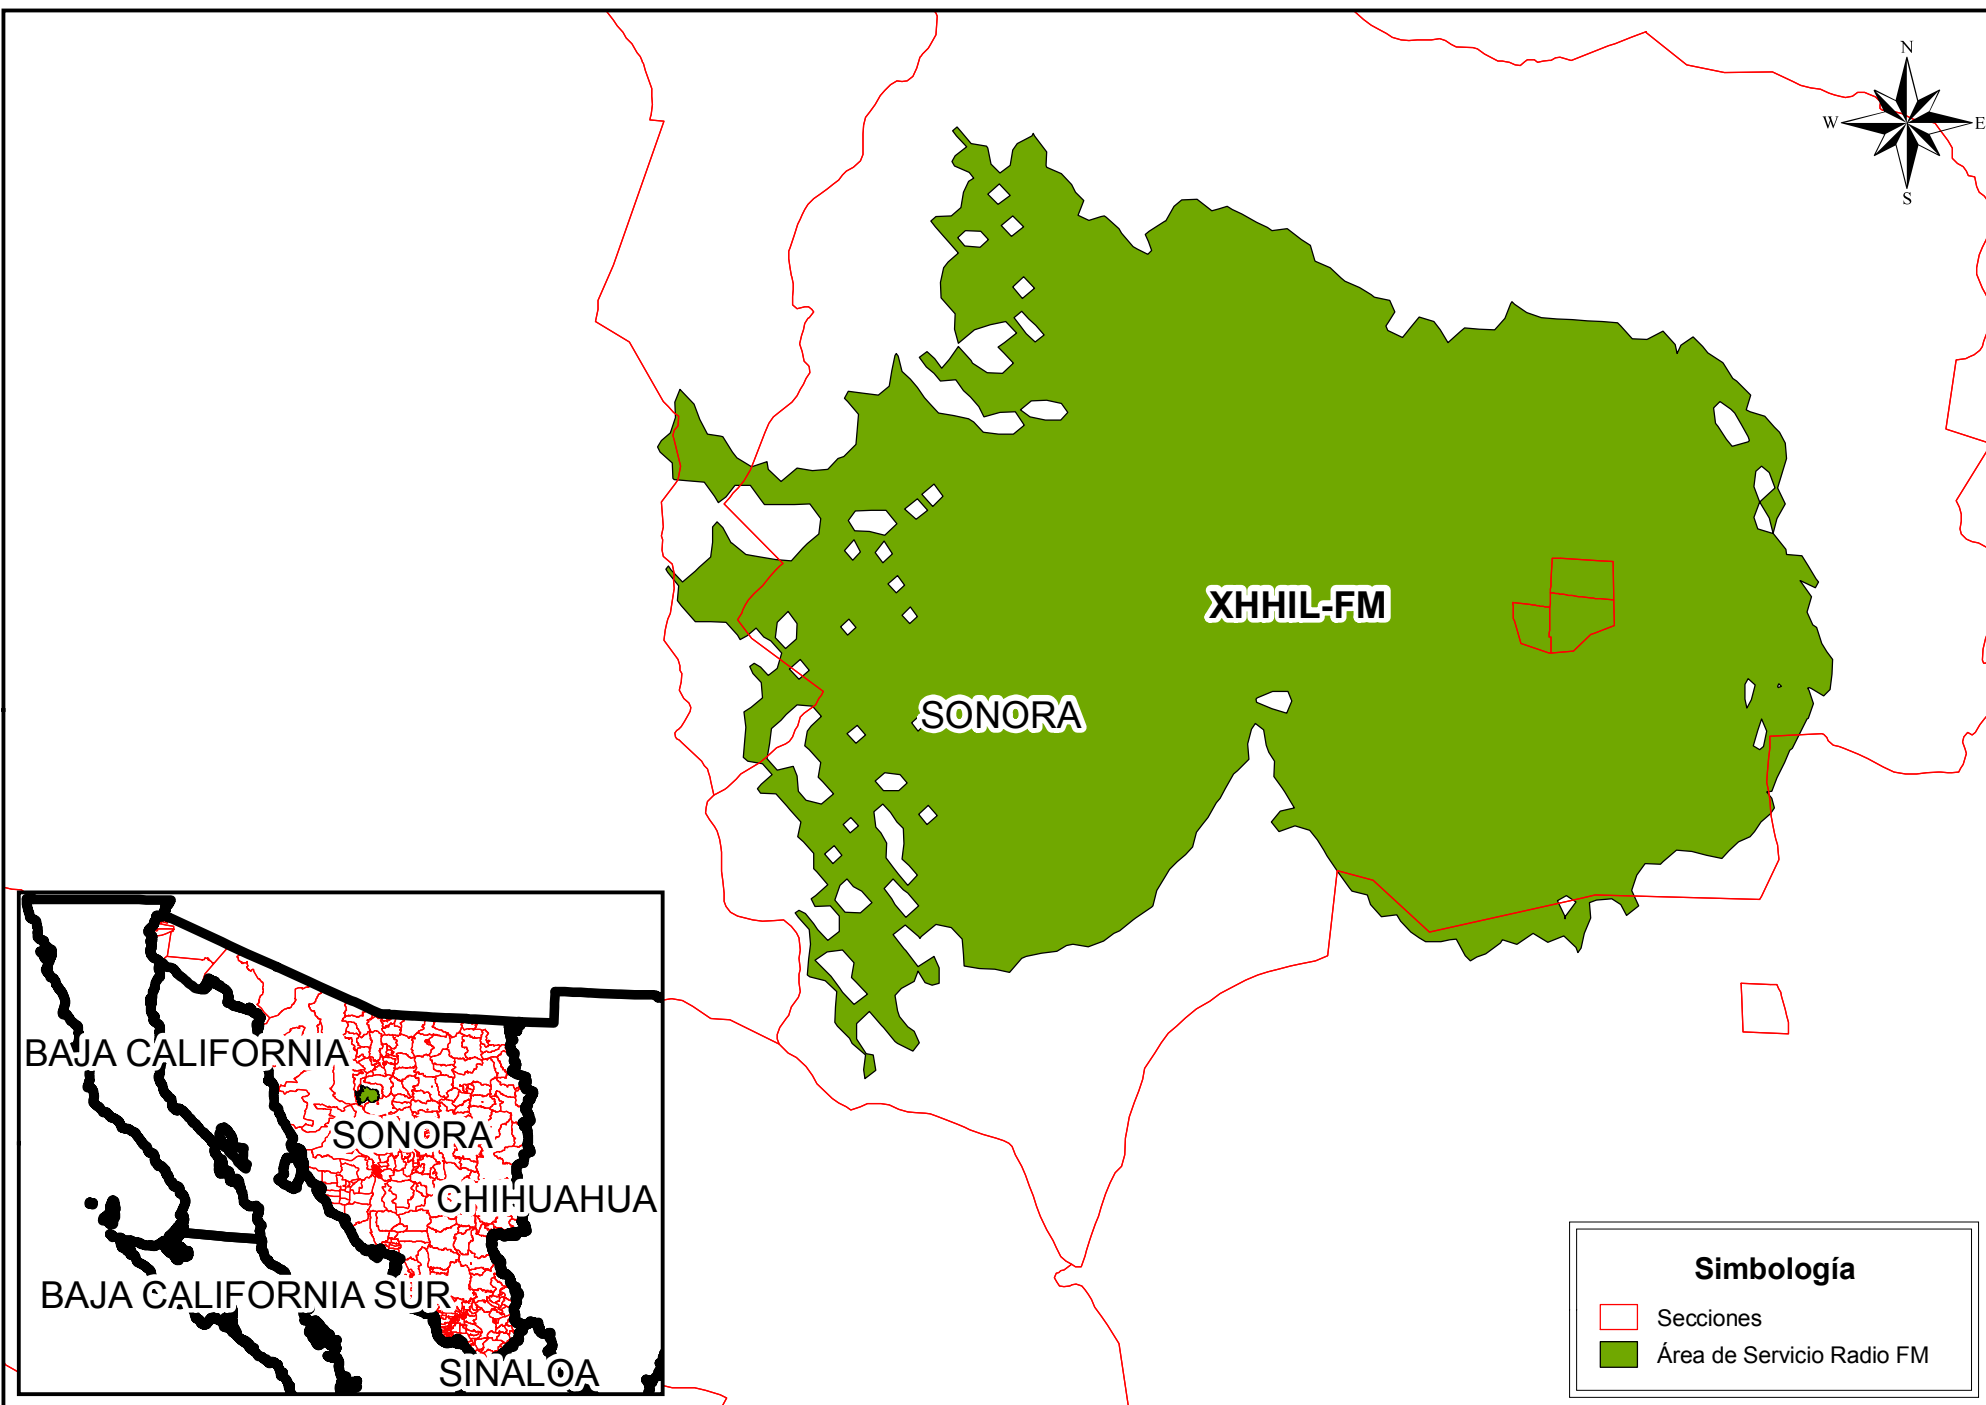 N
W
E
S
XHHIL-FM
SONORA
BAJA CALIFORNIA
SONORA
CHIHUAHUA
BAJA CALIFORNIA SUR
SINALOA
Simbología
Secciones
Área de Servicio Radio FM